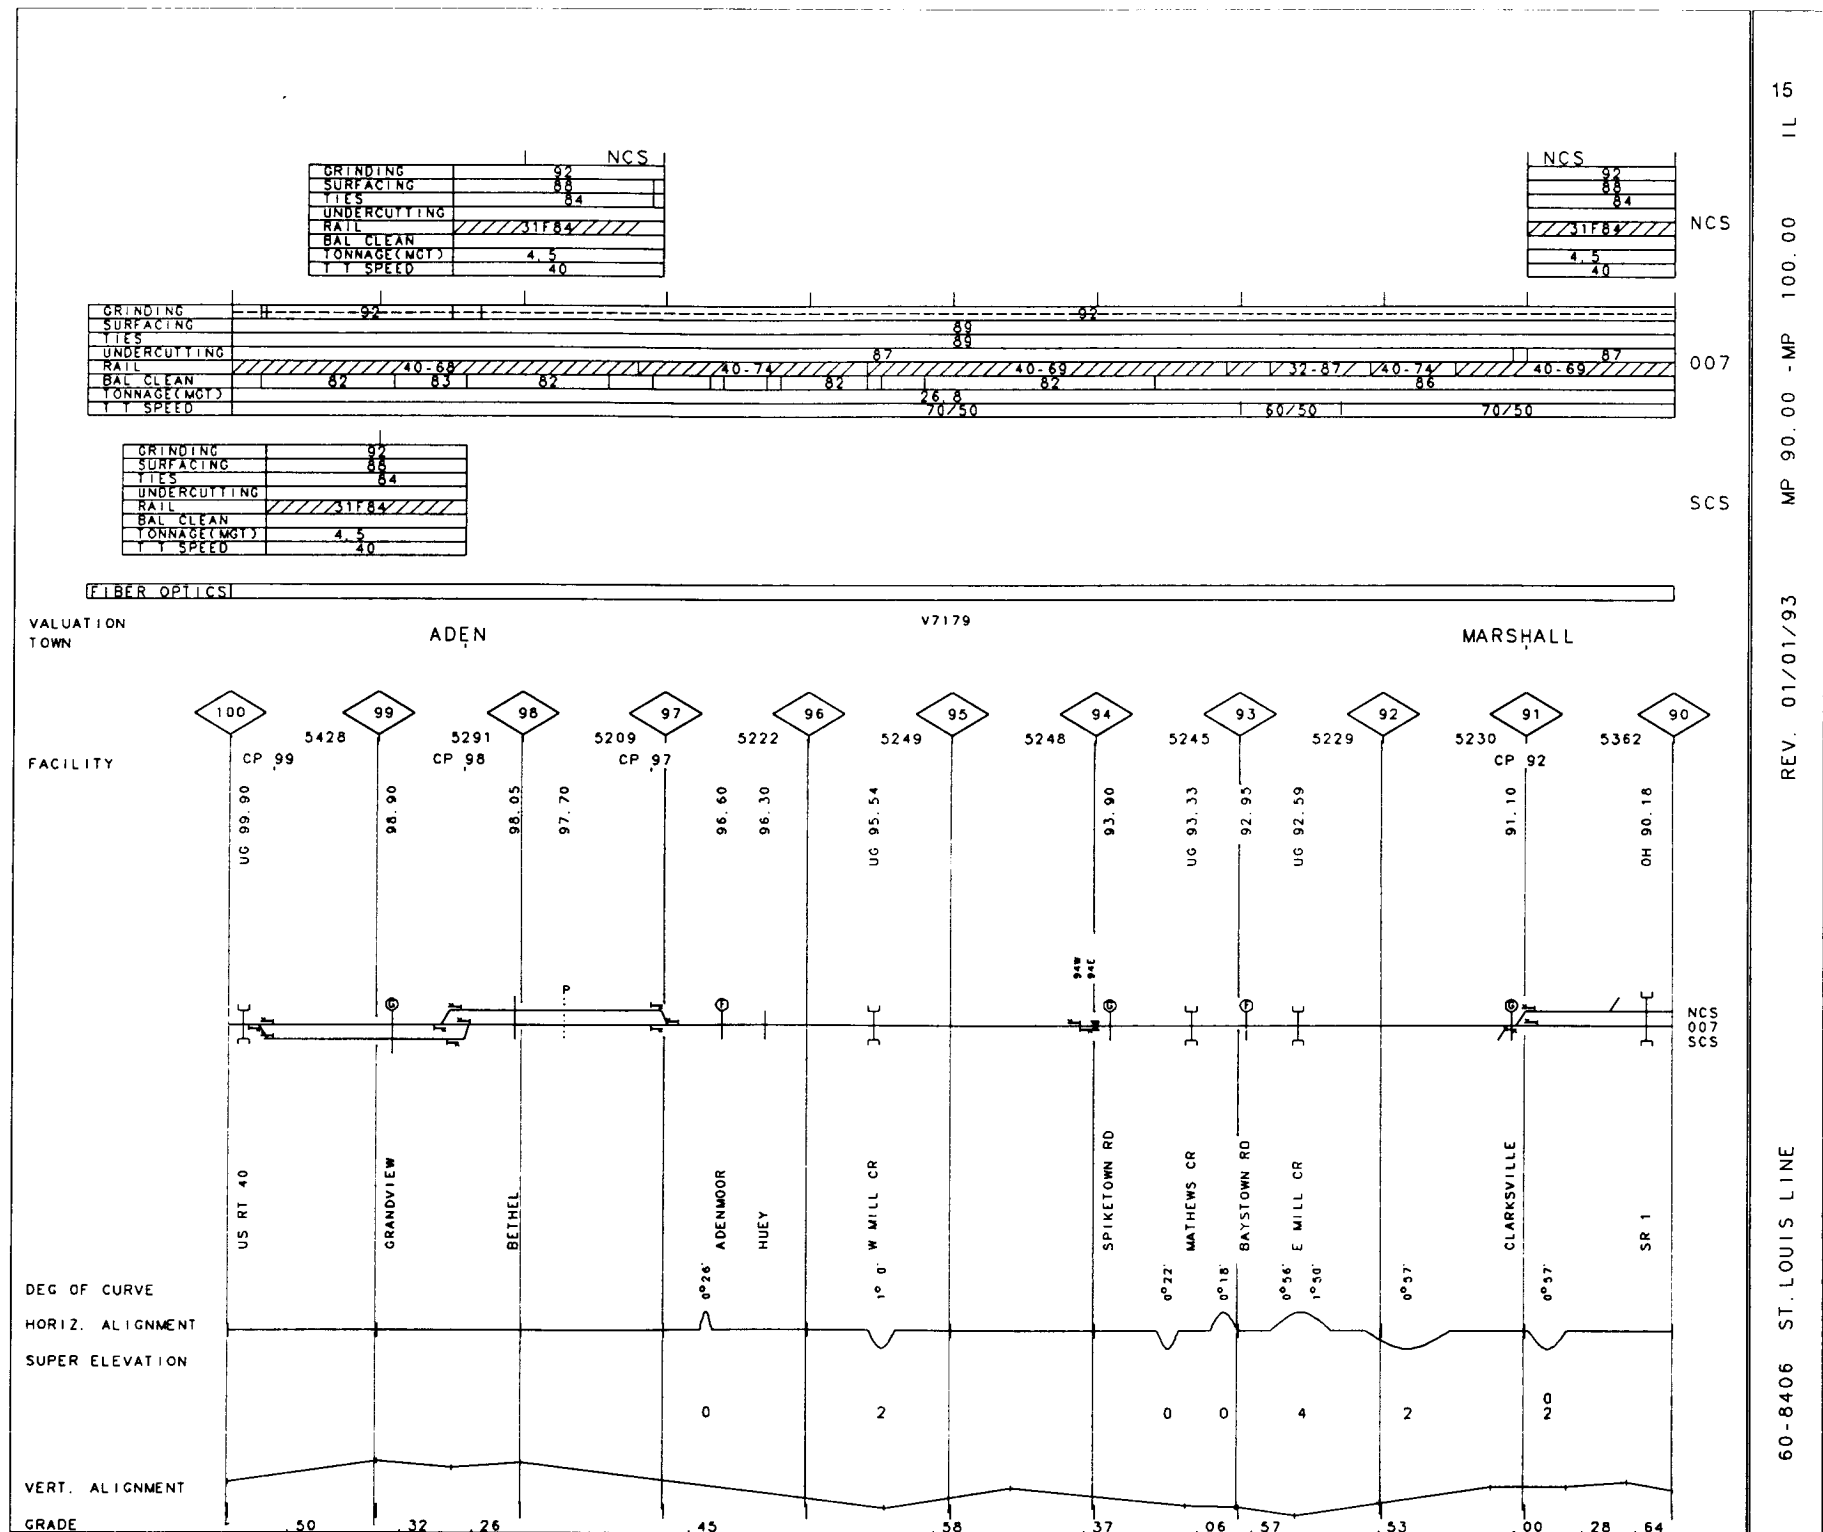 NCS
GRINDING 92
SURFACING 88
TIES 84
UNDERCUTTING
RAIL 31F84
BAL CLEAN
TONNAGE(MGT) 4.5
T T SPEED 40
NCS
92
88
84
31F84
4.5
40
NCS
GRINDING 92 92
SURFACING 89
TIES 89
UNDERCUTTING 87 87
RAIL 40-68 40-74 40-69 32-87 40-74 40-69
BAL CLEAN 82 83 82 82 82 86
TONNAGE(MGT) 26.8
T T SPEED 70/50 60/50 70/50
007
GRINDING 92
SURFACING 88
TIES 84
UNDERCUTTING
RAIL 31F84
BAL CLEAN
TONNAGE(MGT) 4.5
T T SPEED 40
SCS
FIBER OPTICS
VALUATION V7179
TOWN ADEN MARSHALL
100 99 98 97 96 95 94 93 92 91 90
5428 5291 5209 5222 5249 5248 5245 5229 5230 5362
FACILITY CP 99 CP 98 CP 97 CP 92
UG 99.90
98.90
98.05
97.70
96.60
96.30
UG 95.54
93.90
UG 93.33
92.95
UG 92.59
91.10
OH 90.18
94W
94E
P
G F G F G
NCS
007
SCS
US RT 40
GRANDVIEW
BETHEL
ADENMOOR
HUEY
W MILL CR
SPIKETOWN RD
MATHEWS CR
BAYSTOWN RD
E MILL CR
CLARKSVILLE
SR 1
DEG OF CURVE 0°26' 1° 0' 0°22' 0°18' 0°56' 1°50' 0°57' 0°57'
HORIZ. ALIGNMENT
SUPER ELEVATION
0 2 0 0 4 2 0 2
VERT. ALIGNMENT
GRADE .50 .32 .26 .45 .58 .37 .06 .57 .53 .00 .28 .64
60-8406 ST.LOUIS LINE REV. 01/01/93 MP 90.00 -MP 100.00 IL 15